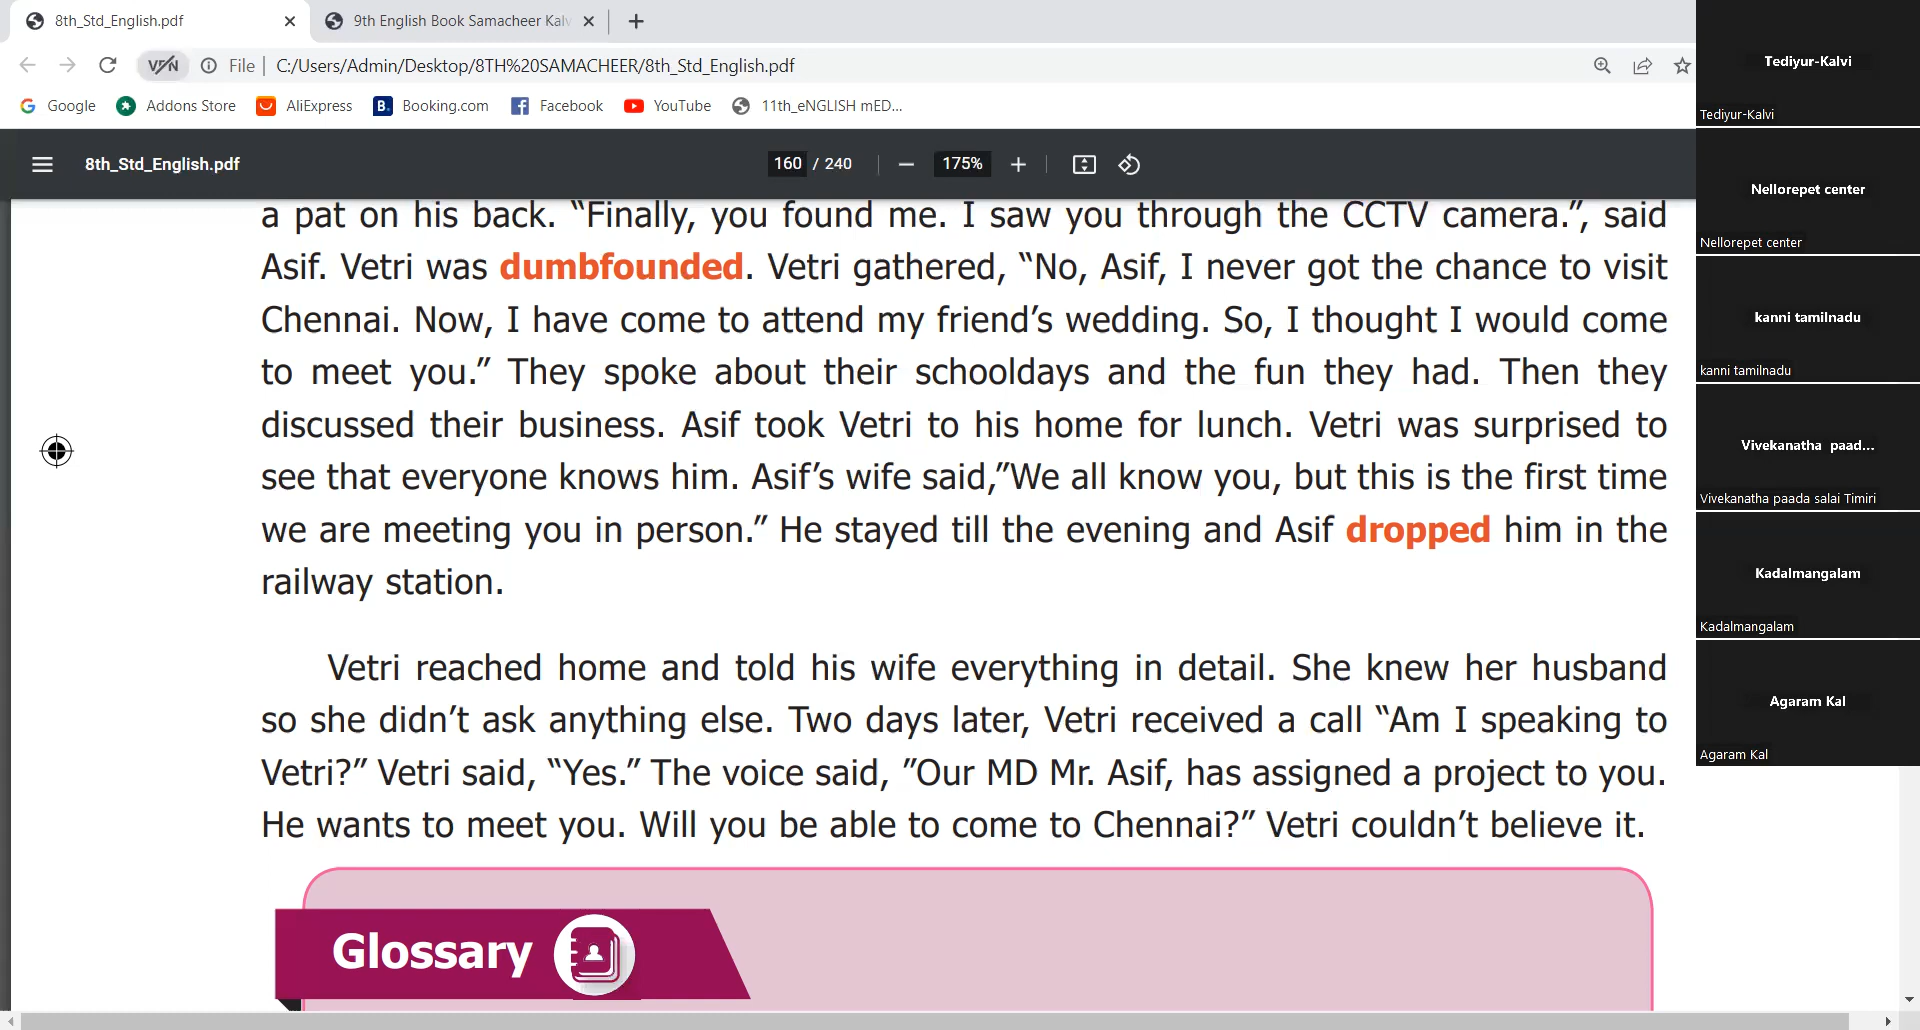 8th_Std_English.pdf
9th English Book Samacheer Kalv
VPN File C:/Users/Admin/Desktop/8TH%20SAMACHEER/8th_Std_English.pdf
Google Addons Store AliExpress Booking.com Facebook YouTube 11th_eNGLISH mED...
8th_Std_English.pdf 160 / 240 175%
a pat on his back. “Finally, you found me. I saw you through the CCTV camera.”, said
Asif. Vetri was dumbfounded. Vetri gathered, “No, Asif, I never got the chance to visit
Chennai. Now, I have come to attend my friend’s wedding. So, I thought I would come
to meet you.” They spoke about their schooldays and the fun they had. Then they
discussed their business. Asif took Vetri to his home for lunch. Vetri was surprised to
see that everyone knows him. Asif’s wife said,”We all know you, but this is the first time
we are meeting you in person.” He stayed till the evening and Asif dropped him in the
railway station.
Vetri reached home and told his wife everything in detail. She knew her husband
so she didn’t ask anything else. Two days later, Vetri received a call “Am I speaking to
Vetri?” Vetri said, “Yes.” The voice said, ”Our MD Mr. Asif, has assigned a project to you.
He wants to meet you. Will you be able to come to Chennai?” Vetri couldn’t believe it.
Glossary
Tediyur-Kalvi
Tediyur-Kalvi
Nellorepet center
Nellorepet center
kanni tamilnadu
kanni tamilnadu
Vivekanatha paad...
Vivekanatha paada salai Timiri
Kadalmangalam
Kadalmangalam
Agaram Kal
Agaram Kal